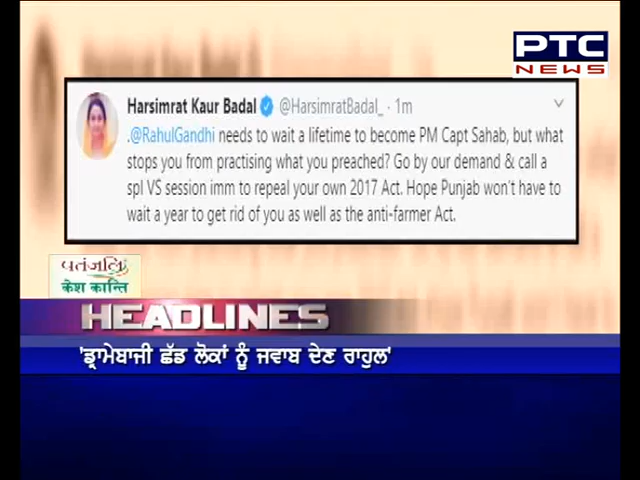 PTC
NEWS
Harsimrat Kaur Badal @HarsimratBadal_ · 1m
.@RahulGandhi needs to wait a lifetime to become PM Capt Sahab, but what
stops you from practising what you preached? Go by our demand & call a
spl VS session imm to repeal your own 2017 Act. Hope Punjab won't have to
wait a year to get rid of you as well as the anti-farmer Act.
ਪਤੰਜਲਿ
केश कान्ति
HEADLINES
'ਡ੍ਰਾਮੇਬਾਜੀ ਛੱਡ ਲੋਕਾਂ ਨੂੰ ਜਵਾਬ ਦੇਣ ਰਾਹੁਲ'